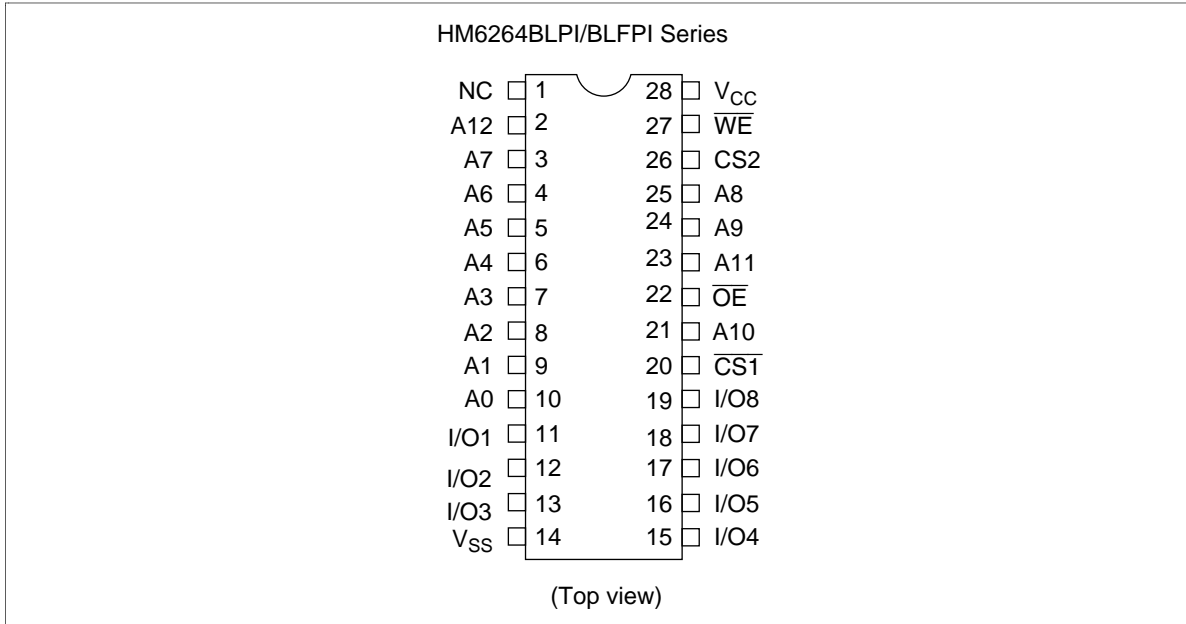 HM6264BLPI/BLFPI Series
NC 1 28 VCC
A12 2 27 W̅E̅
A7 3 26 CS2
A6 4 25 A8
A5 5 24 A9
A4 6 23 A11
A3 7 22 O̅E̅
A2 8 21 A10
A1 9 20 C̅S̅1̅
A0 10 19 I/O8
I/O1 11 18 I/O7
I/O2 12 17 I/O6
I/O3 13 16 I/O5
VSS 14 15 I/O4
(Top view)